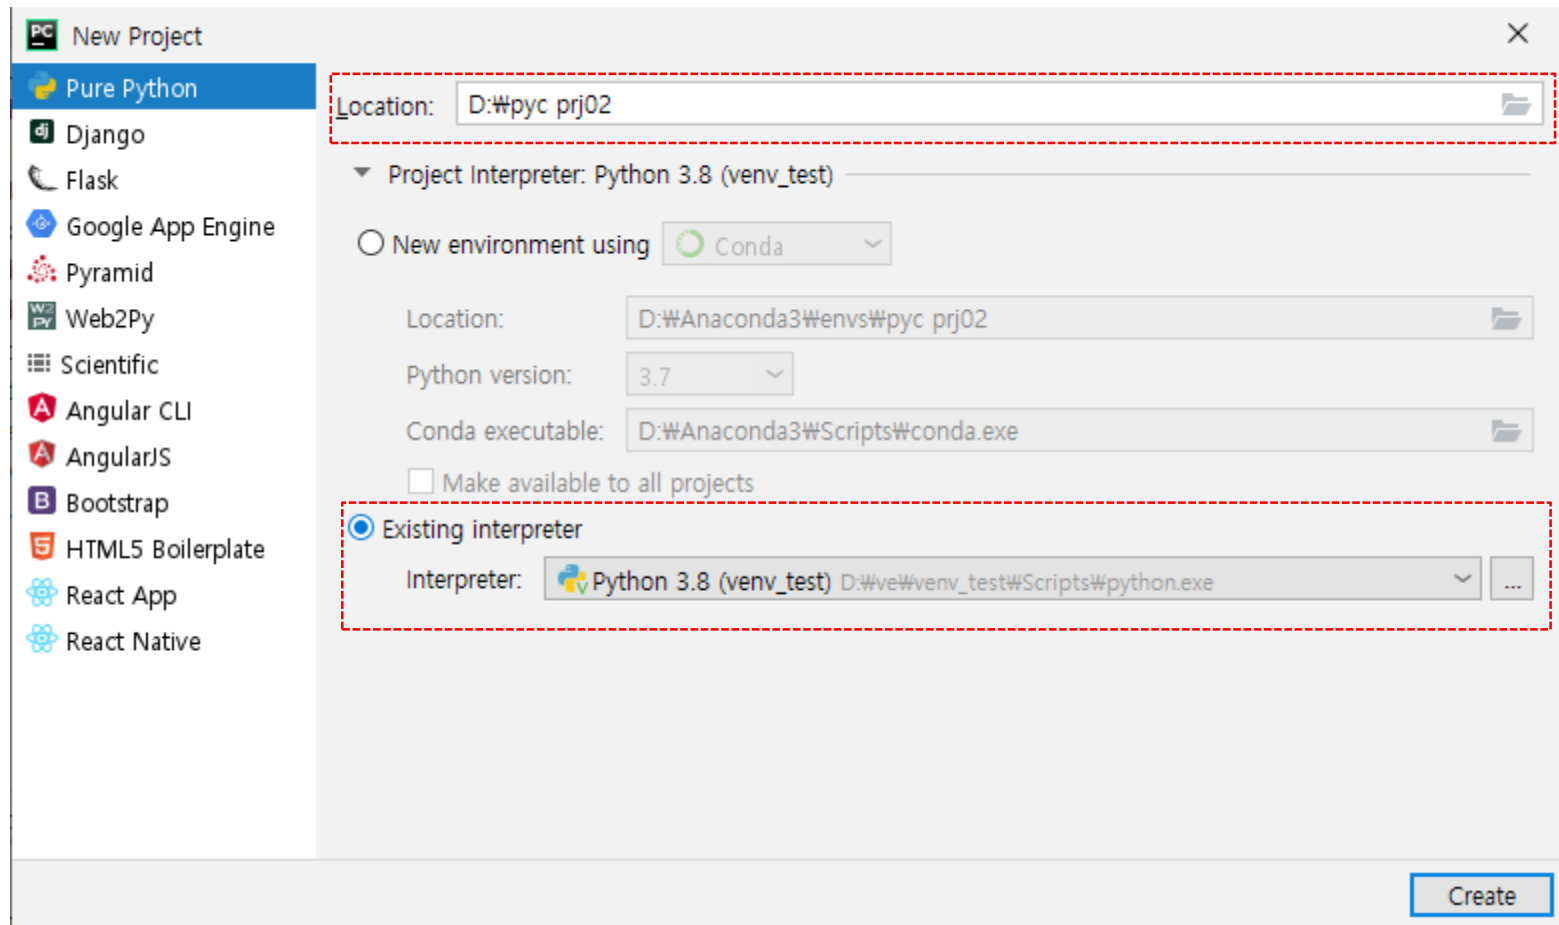 New Project
Pure Python
Django
Flask
Google App Engine
Pyramid
Web2Py
Scientific
Angular CLI
AngularJS
Bootstrap
HTML5 Boilerplate
React App
React Native
Location: D:₩pyc prj02
Project Interpreter: Python 3.8 (venv_test)
New environment using Conda
Location: D:₩Anaconda3₩envs₩pyc prj02
Python version: 3.7
Conda executable: D:₩Anaconda3₩Scripts₩conda.exe
Make available to all projects
Existing interpreter
Interpreter: Python 3.8 (venv_test) D:₩ve₩venv_test₩Scripts₩python.exe ...
Create